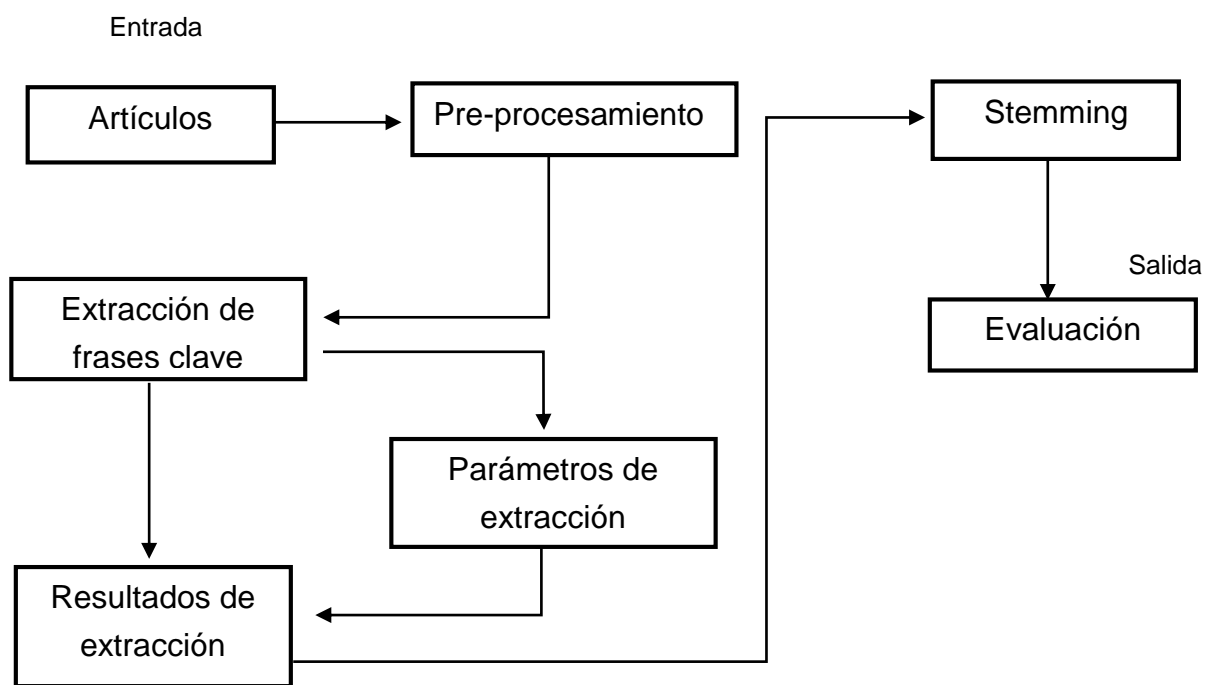 Entrada
Artículos
Pre-procesamiento
Stemming
Salida
Extracción de
frases clave
Evaluación
Parámetros de
extracción
Resultados de
extracción